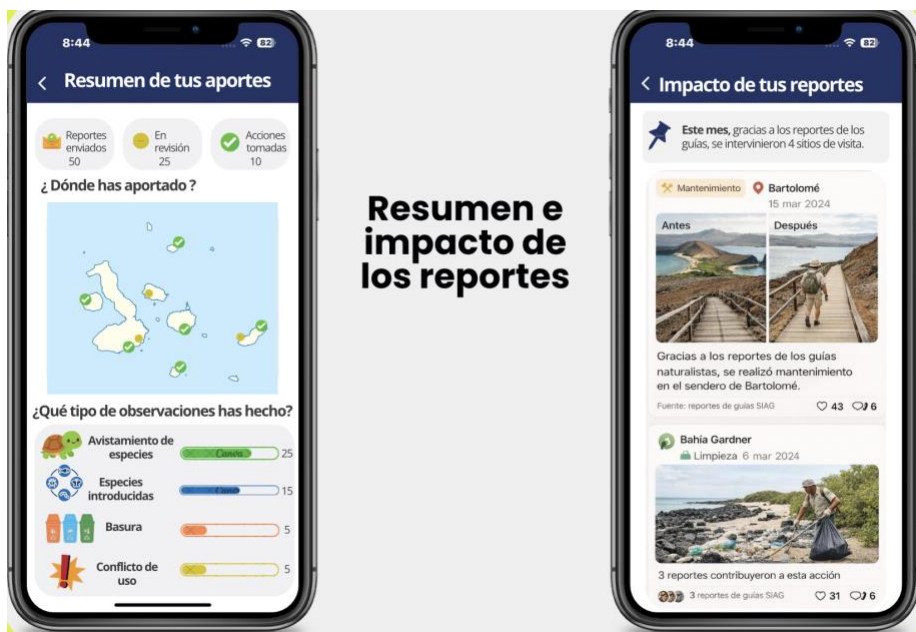 8:44
82
Resumen de tus aportes
Reportes
enviados
50
En
revisión
25
Acciones
tomadas
10
¿ Dónde has aportado ?
¿Qué tipo de observaciones has hecho?
Avistamiento de
especies
Canva
25
Especies
introducidas
15
Basura
5
Conflicto de
uso
5
Resumen e
impacto de
los reportes
8:44
82
Impacto de tus reportes
Este mes, gracias a los reportes de los
guías, se intervinieron 4 sitios de visita.
Mantenimiento
Bartolomé
15 mar 2024
Antes
Después
Gracias a los reportes de los guías
naturalistas, se realizó mantenimiento
en el sendero de Bartolomé.
Fuente: reportes de guías SIAG
43
6
Bahía Gardner
Limpieza 6 mar 2024
3 reportes contribuyeron a esta acción
3 reportes de guías SIAG
31
6